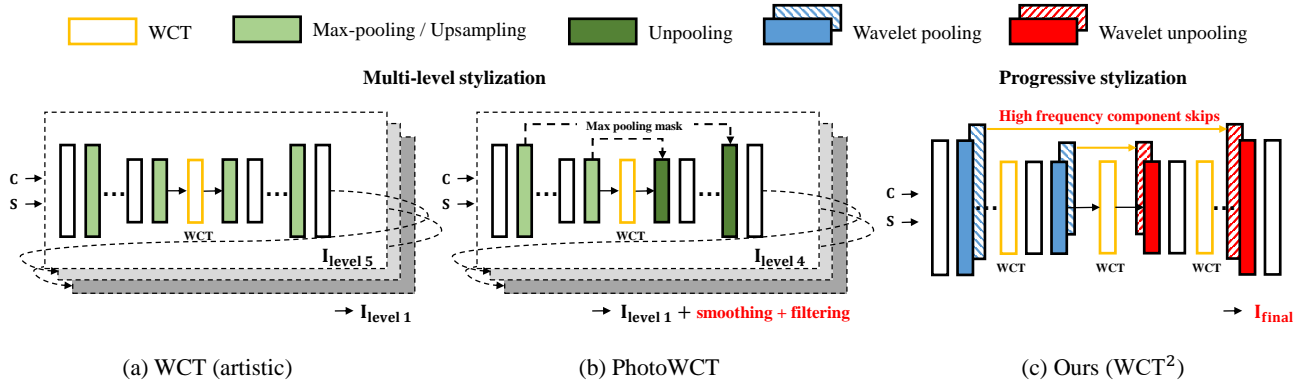 WCT Max-pooling / Upsampling Unpooling Wavelet pooling Wavelet unpooling
Multi-level stylization Progressive stylization
Max pooling mask
High frequency component skips
C
S
...
...
WCT
I_level 5
I_level 1
C
S
...
...
WCT
I_level 4
I_level 1 + smoothing + filtering
C
S
...
...
WCT
WCT
WCT
I_final
(a) WCT (artistic) (b) PhotoWCT (c) Ours (WCT²)